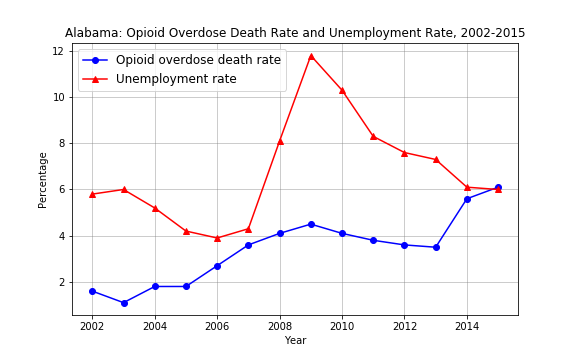 Alabama: Opioid Overdose Death Rate and Unemployment Rate, 2002-2015
Opioid overdose death rate
Unemployment rate
Percentage
12
10
8
6
4
2
2002 2004 2006 2008 2010 2012 2014
Year